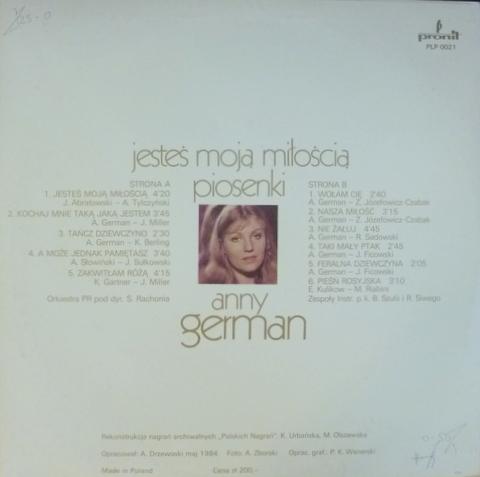 pronit
PLP 0021
jesteś moją miłością
piosenki
STRONA A
1. JESTEŚ MOJĄ MIŁOŚCIĄ 4'20
J. Abratowski – A. Tylczyński
2. KOCHAJ MNIE TAKĄ JAKĄ JESTEM 3'45
A. German – J. Miller
3. TAŃCZ DZIEWCZYNO 2'30
A. German – K. Berling
4. A MOŻE JEDNAK PAMIĘTASZ 3'40
A. Słowiński – J. Sułkowski
5. ZAKWITŁAM RÓŻĄ 4'15
K. Gartner – J. Miller
Orkiestra PR pod dyr. S. Rachonia
STRONA B
1. WOŁAM CIĘ 2'40
A. German – Z. Józefowicz-Czabak
2. NASZA MIŁOŚĆ 3'15
A. German – Z. Józefowicz-Czabak
3. NIE ŻAŁUJ 4'45
A. German – R. Sadowski
4. TAKI MAŁY PTAK 2'45
A. German – J. Ficowski
5. FERALNA DZIEWCZYNA 2'05
A. German – J. Ficowski
6. PIEŚŃ ROSYJSKA 3'10
E. Kulikow – M. Riabini
Zespoły Instr. p.k. B. Stulii i R. Siwego
anny
german
Rekonstrukcja nagrań archiwalnych „Polskich Nagrań": K. Urbańska, M. Olszewska
Opracował: A. Drzewoski maj 1984 Foto: A. Zborski Oprac. graf.: P. K. Wanerski
Made in Poland Cena zł 200,–